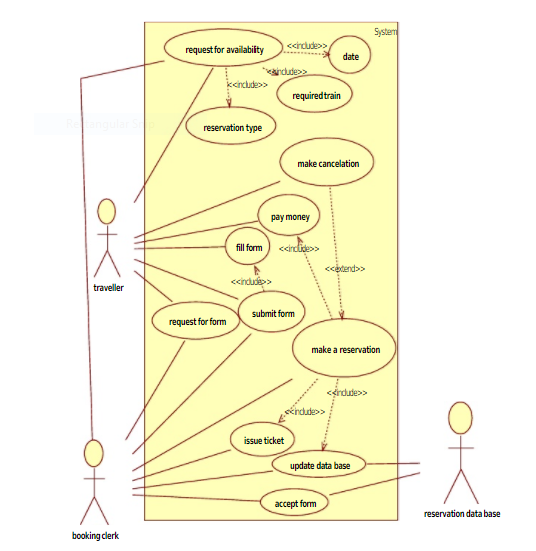 System
request for availability
<<include>>
date
<<include>>
<<include>>
required train
reservation type
make cancelation
pay money
fill form
<<include>>
<<extend>>
<<include>>
traveller
submit form
request for form
make a reservation
<<include>>
<<include>>
issue ticket
update data base
accept form
reservation data base
booking clerk